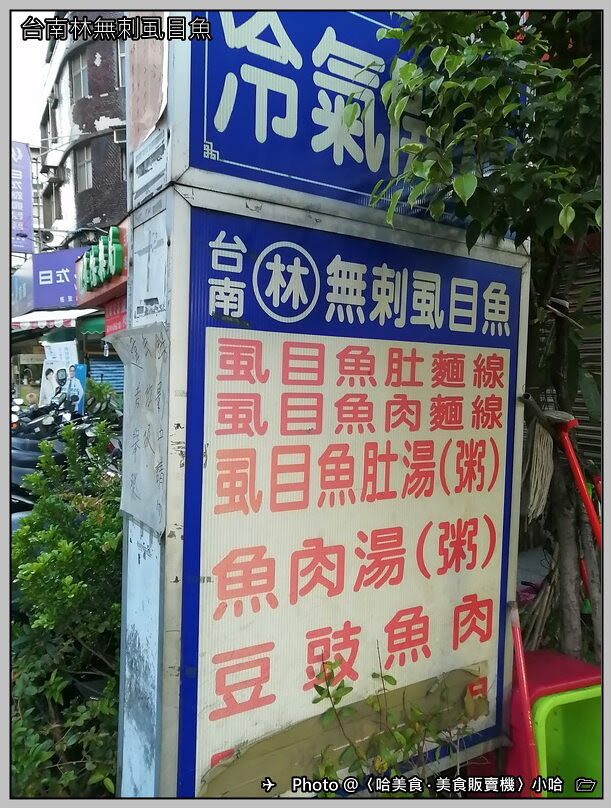 台南林無刺虱目魚
冷氣開
台南
林
無刺虱目魚
虱目魚肚麵線
虱目魚肉麵線
虱目魚肚湯(粥)
魚肉湯(粥)
豆豉魚肉
✈ Photo @〈哈美食·美食販賣機〉小哈